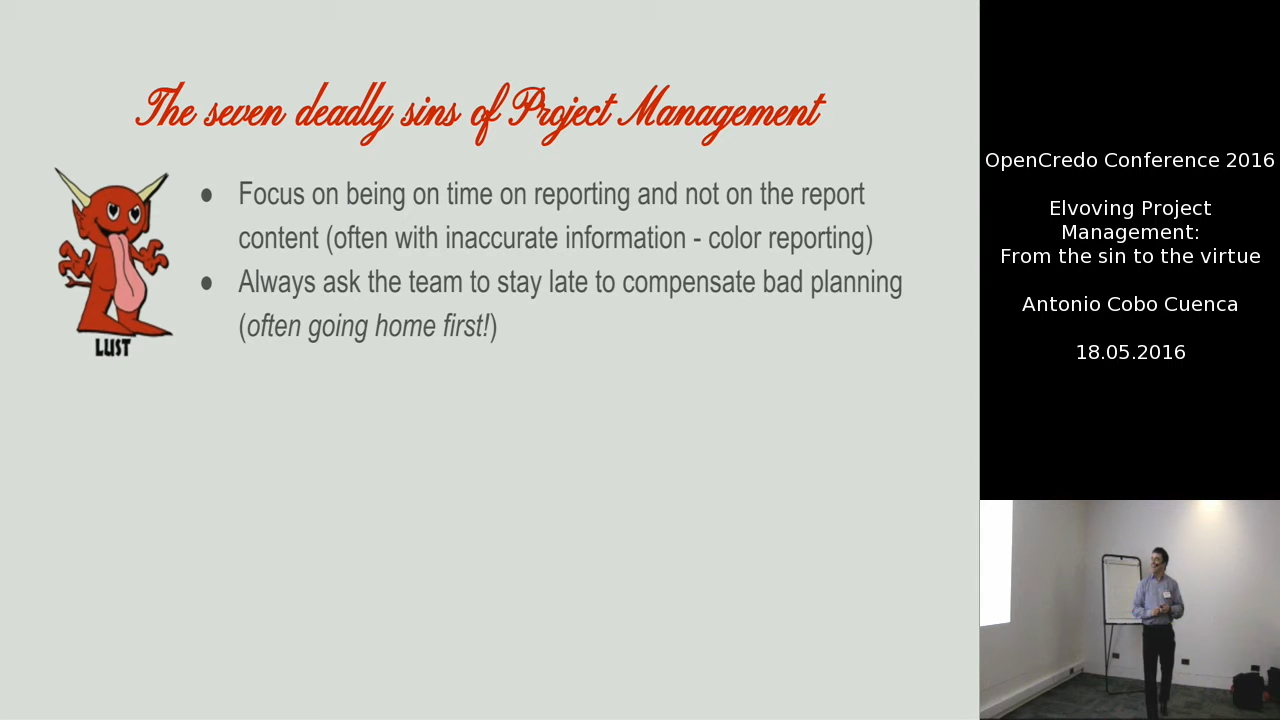 The seven deadly sins of Project Management
● Focus on being on time on reporting and not on the report
content (often with inaccurate information - color reporting)
● Always ask the team to stay late to compensate bad planning
(often going home first!)
LUST
OpenCredo Conference 2016
Elvoving Project
Management:
From the sin to the virtue
Antonio Cobo Cuenca
18.05.2016